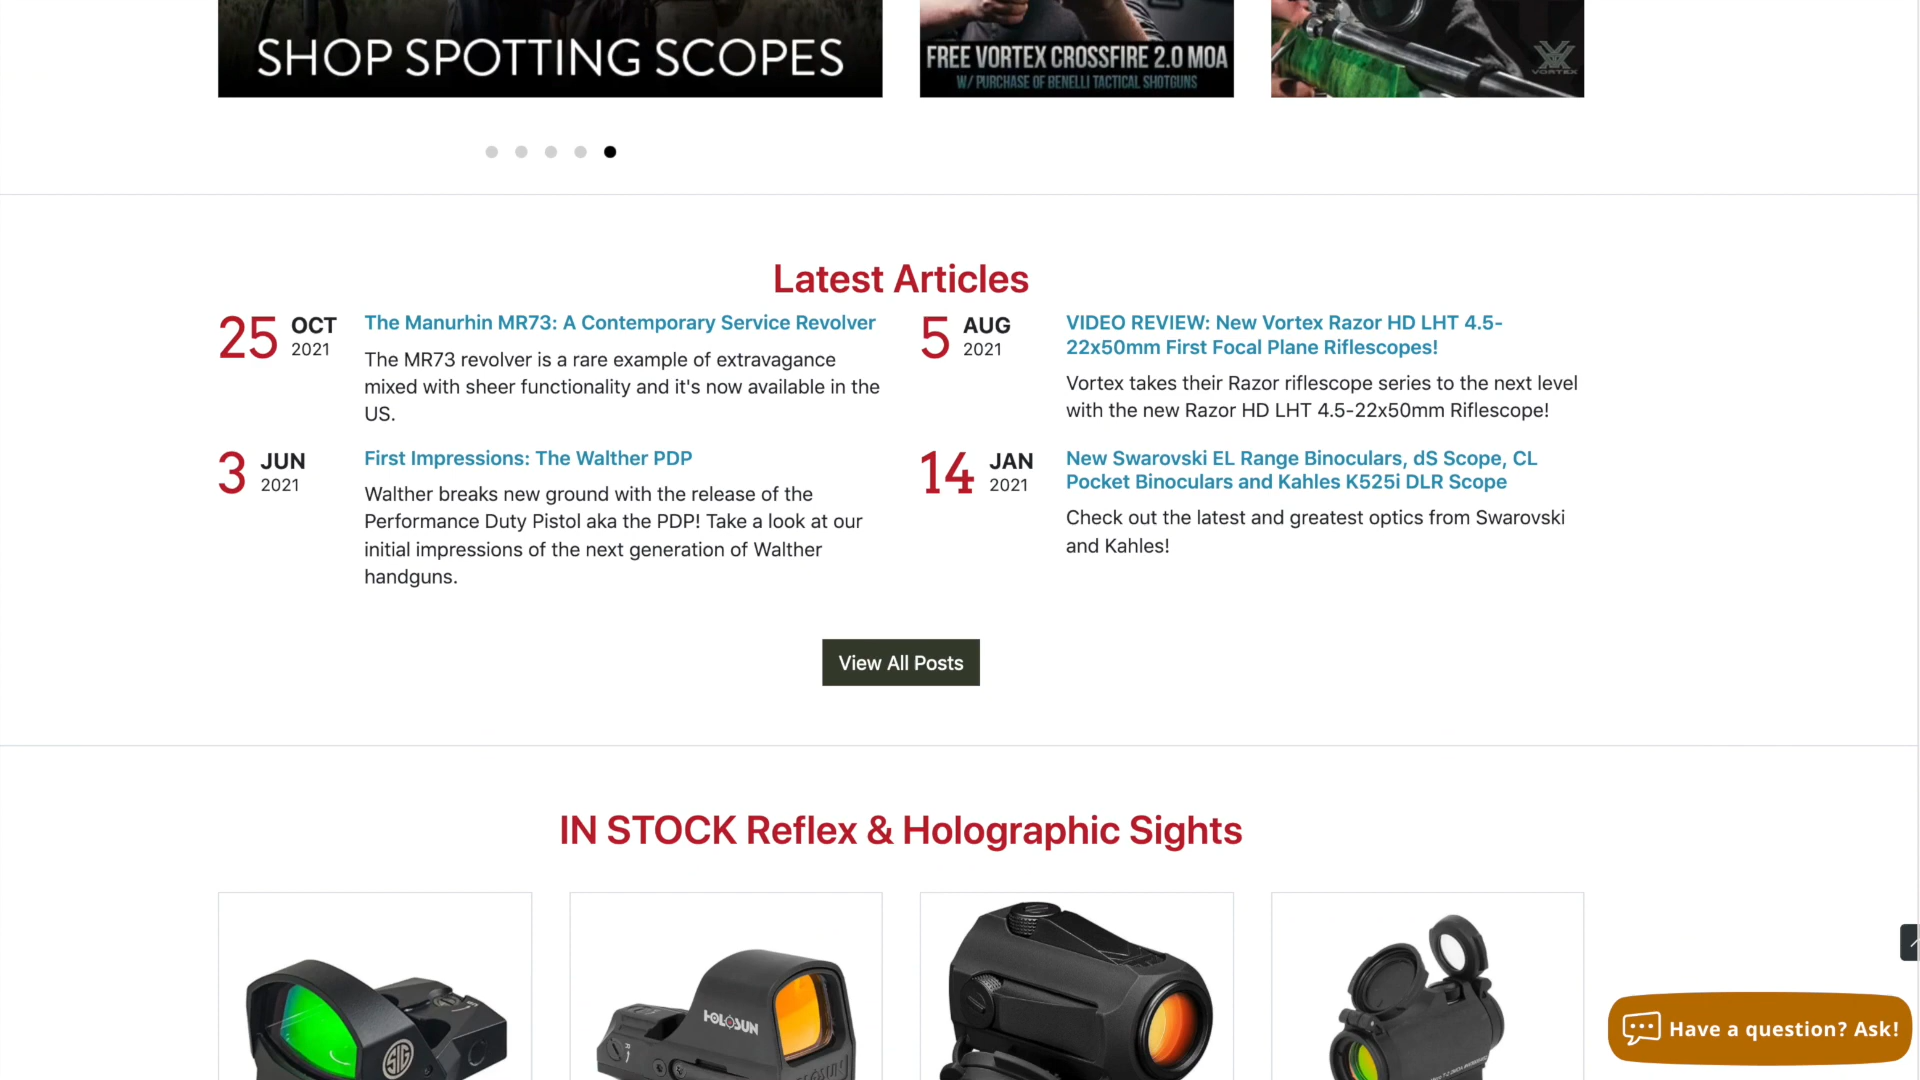 SHOP SPOTTING SCOPES
FREE VORTEX CROSSFIRE 2.0 MOA
W/ PURCHASE OF BENELLI TACTICAL SHOTGUNS
VORTEX
Latest Articles
25 OCT 2021
The Manurhin MR73: A Contemporary Service Revolver
The MR73 revolver is a rare example of extravagance
mixed with sheer functionality and it's now available in the
US.
5 AUG 2021
VIDEO REVIEW: New Vortex Razor HD LHT 4.5-
22x50mm First Focal Plane Riflescopes!
Vortex takes their Razor riflescope series to the next level
with the new Razor HD LHT 4.5-22x50mm Riflescope!
3 JUN 2021
First Impressions: The Walther PDP
Walther breaks new ground with the release of the
Performance Duty Pistol aka the PDP! Take a look at our
initial impressions of the next generation of Walther
handguns.
14 JAN 2021
New Swarovski EL Range Binoculars, dS Scope, CL
Pocket Binoculars and Kahles K525i DLR Scope
Check out the latest and greatest optics from Swarovski
and Kahles!
View All Posts
IN STOCK Reflex & Holographic Sights
SIG
HOLOSUN
HOLOSUN
Have a question? Ask!